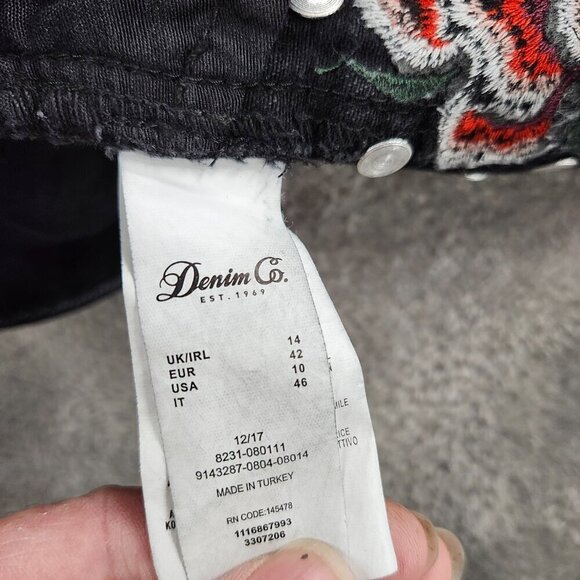 Denim Co.
EST. 1969
UK/IRL 14
EUR 42
USA 10
IT 46
12/17
8231-080111
9143287-0804-08014
MADE IN TURKEY
RN CODE:145478
1116867993
3307206